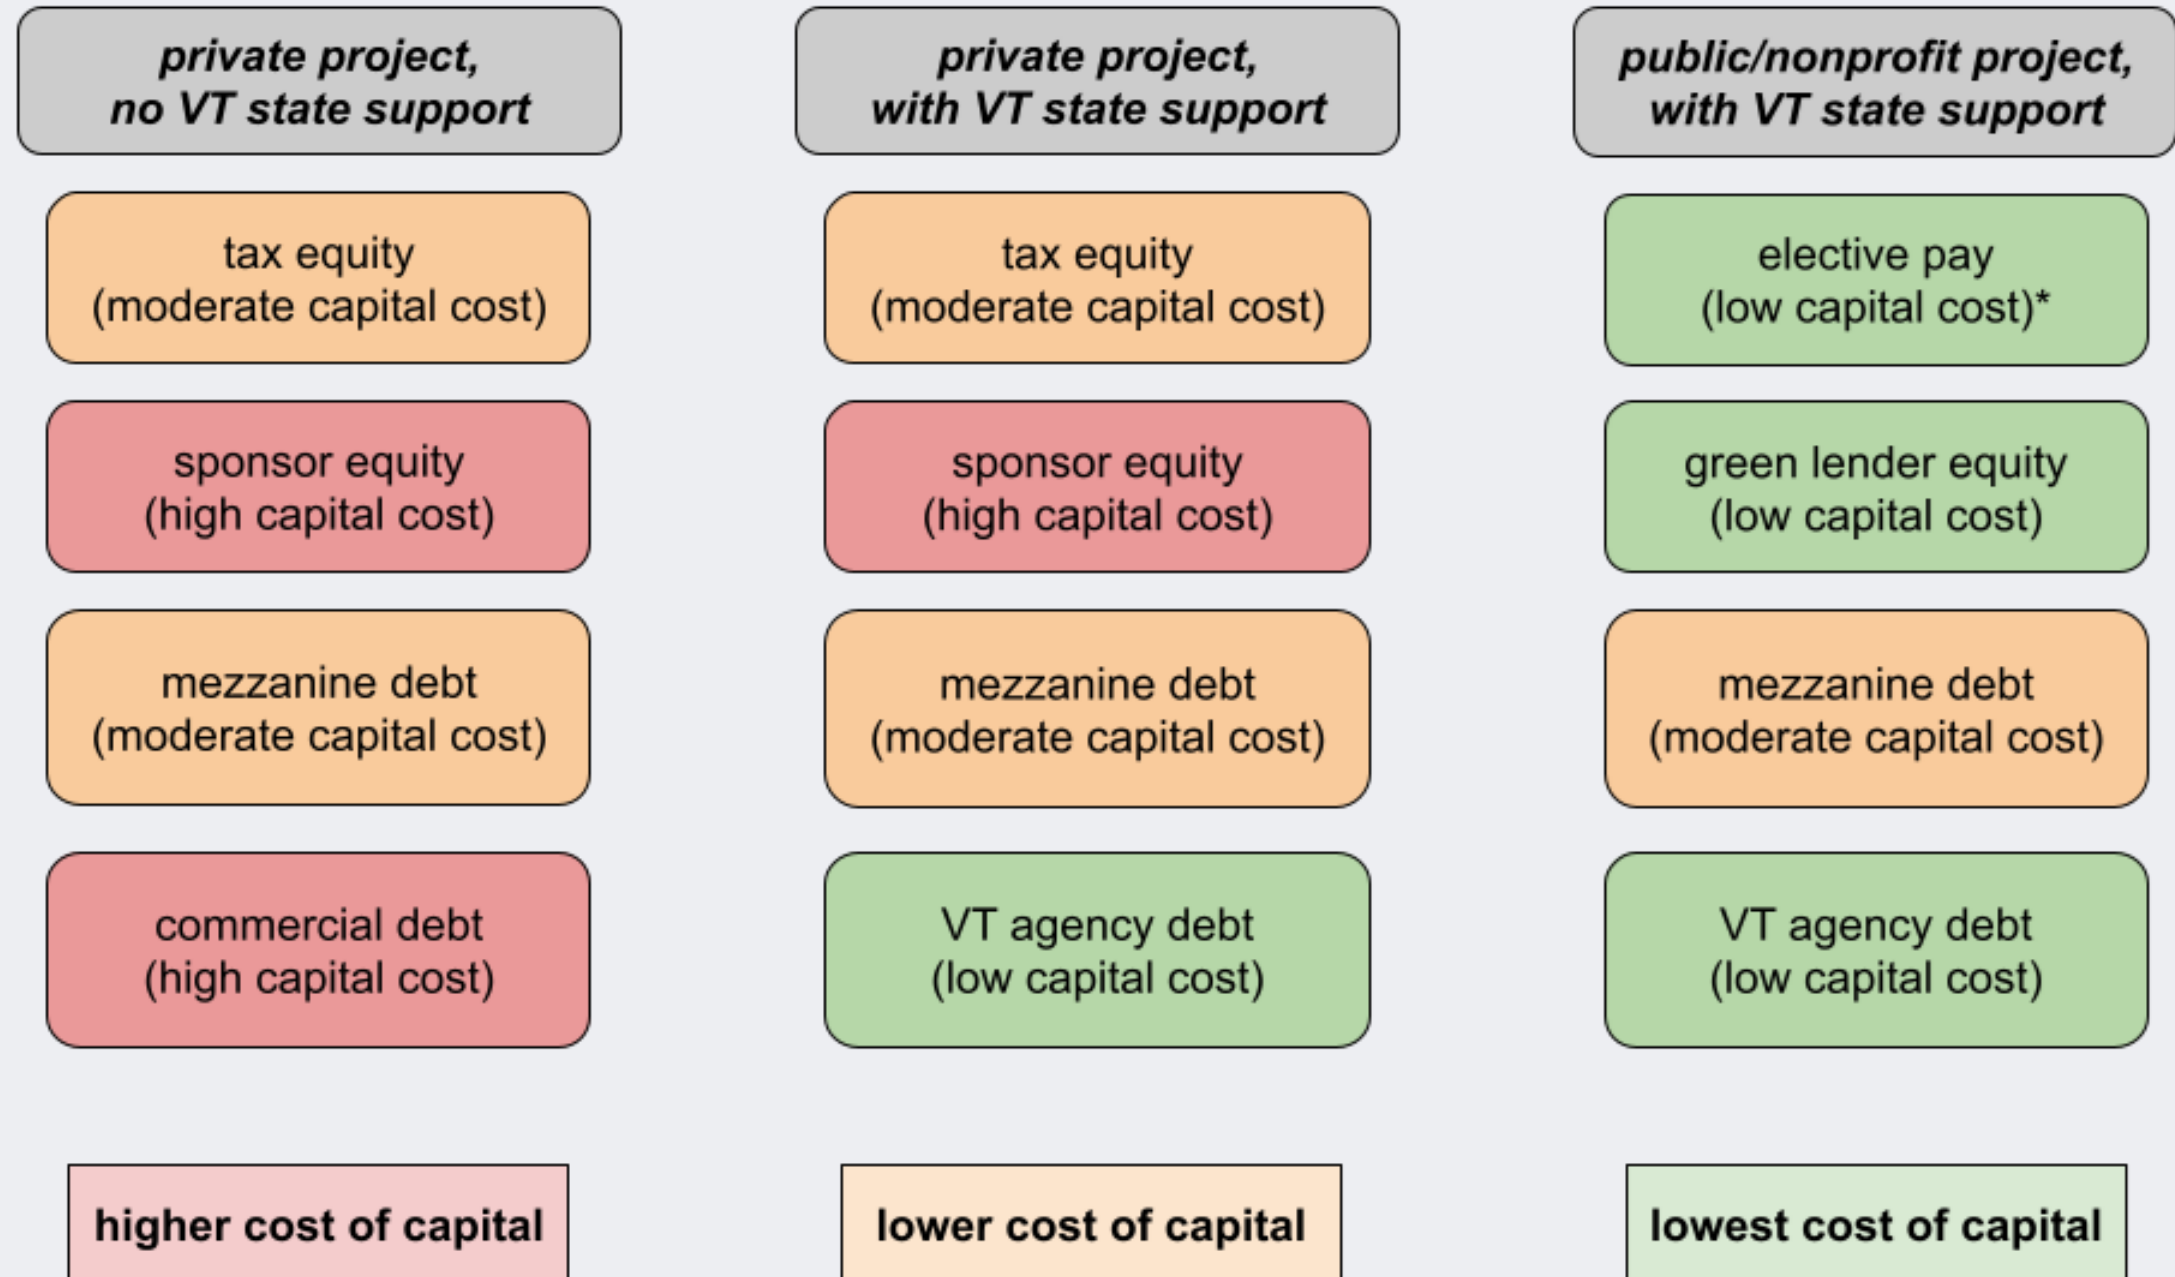 private project,
no VT state support
tax equity
(moderate capital cost)
sponsor equity
(high capital cost)
mezzanine debt
(moderate capital cost)
commercial debt
(high capital cost)
higher cost of capital
private project,
with VT state support
tax equity
(moderate capital cost)
sponsor equity
(high capital cost)
mezzanine debt
(moderate capital cost)
VT agency debt
(low capital cost)
lower cost of capital
public/nonprofit project,
with VT state support
elective pay
(low capital cost)*
green lender equity
(low capital cost)
mezzanine debt
(moderate capital cost)
VT agency debt
(low capital cost)
lowest cost of capital